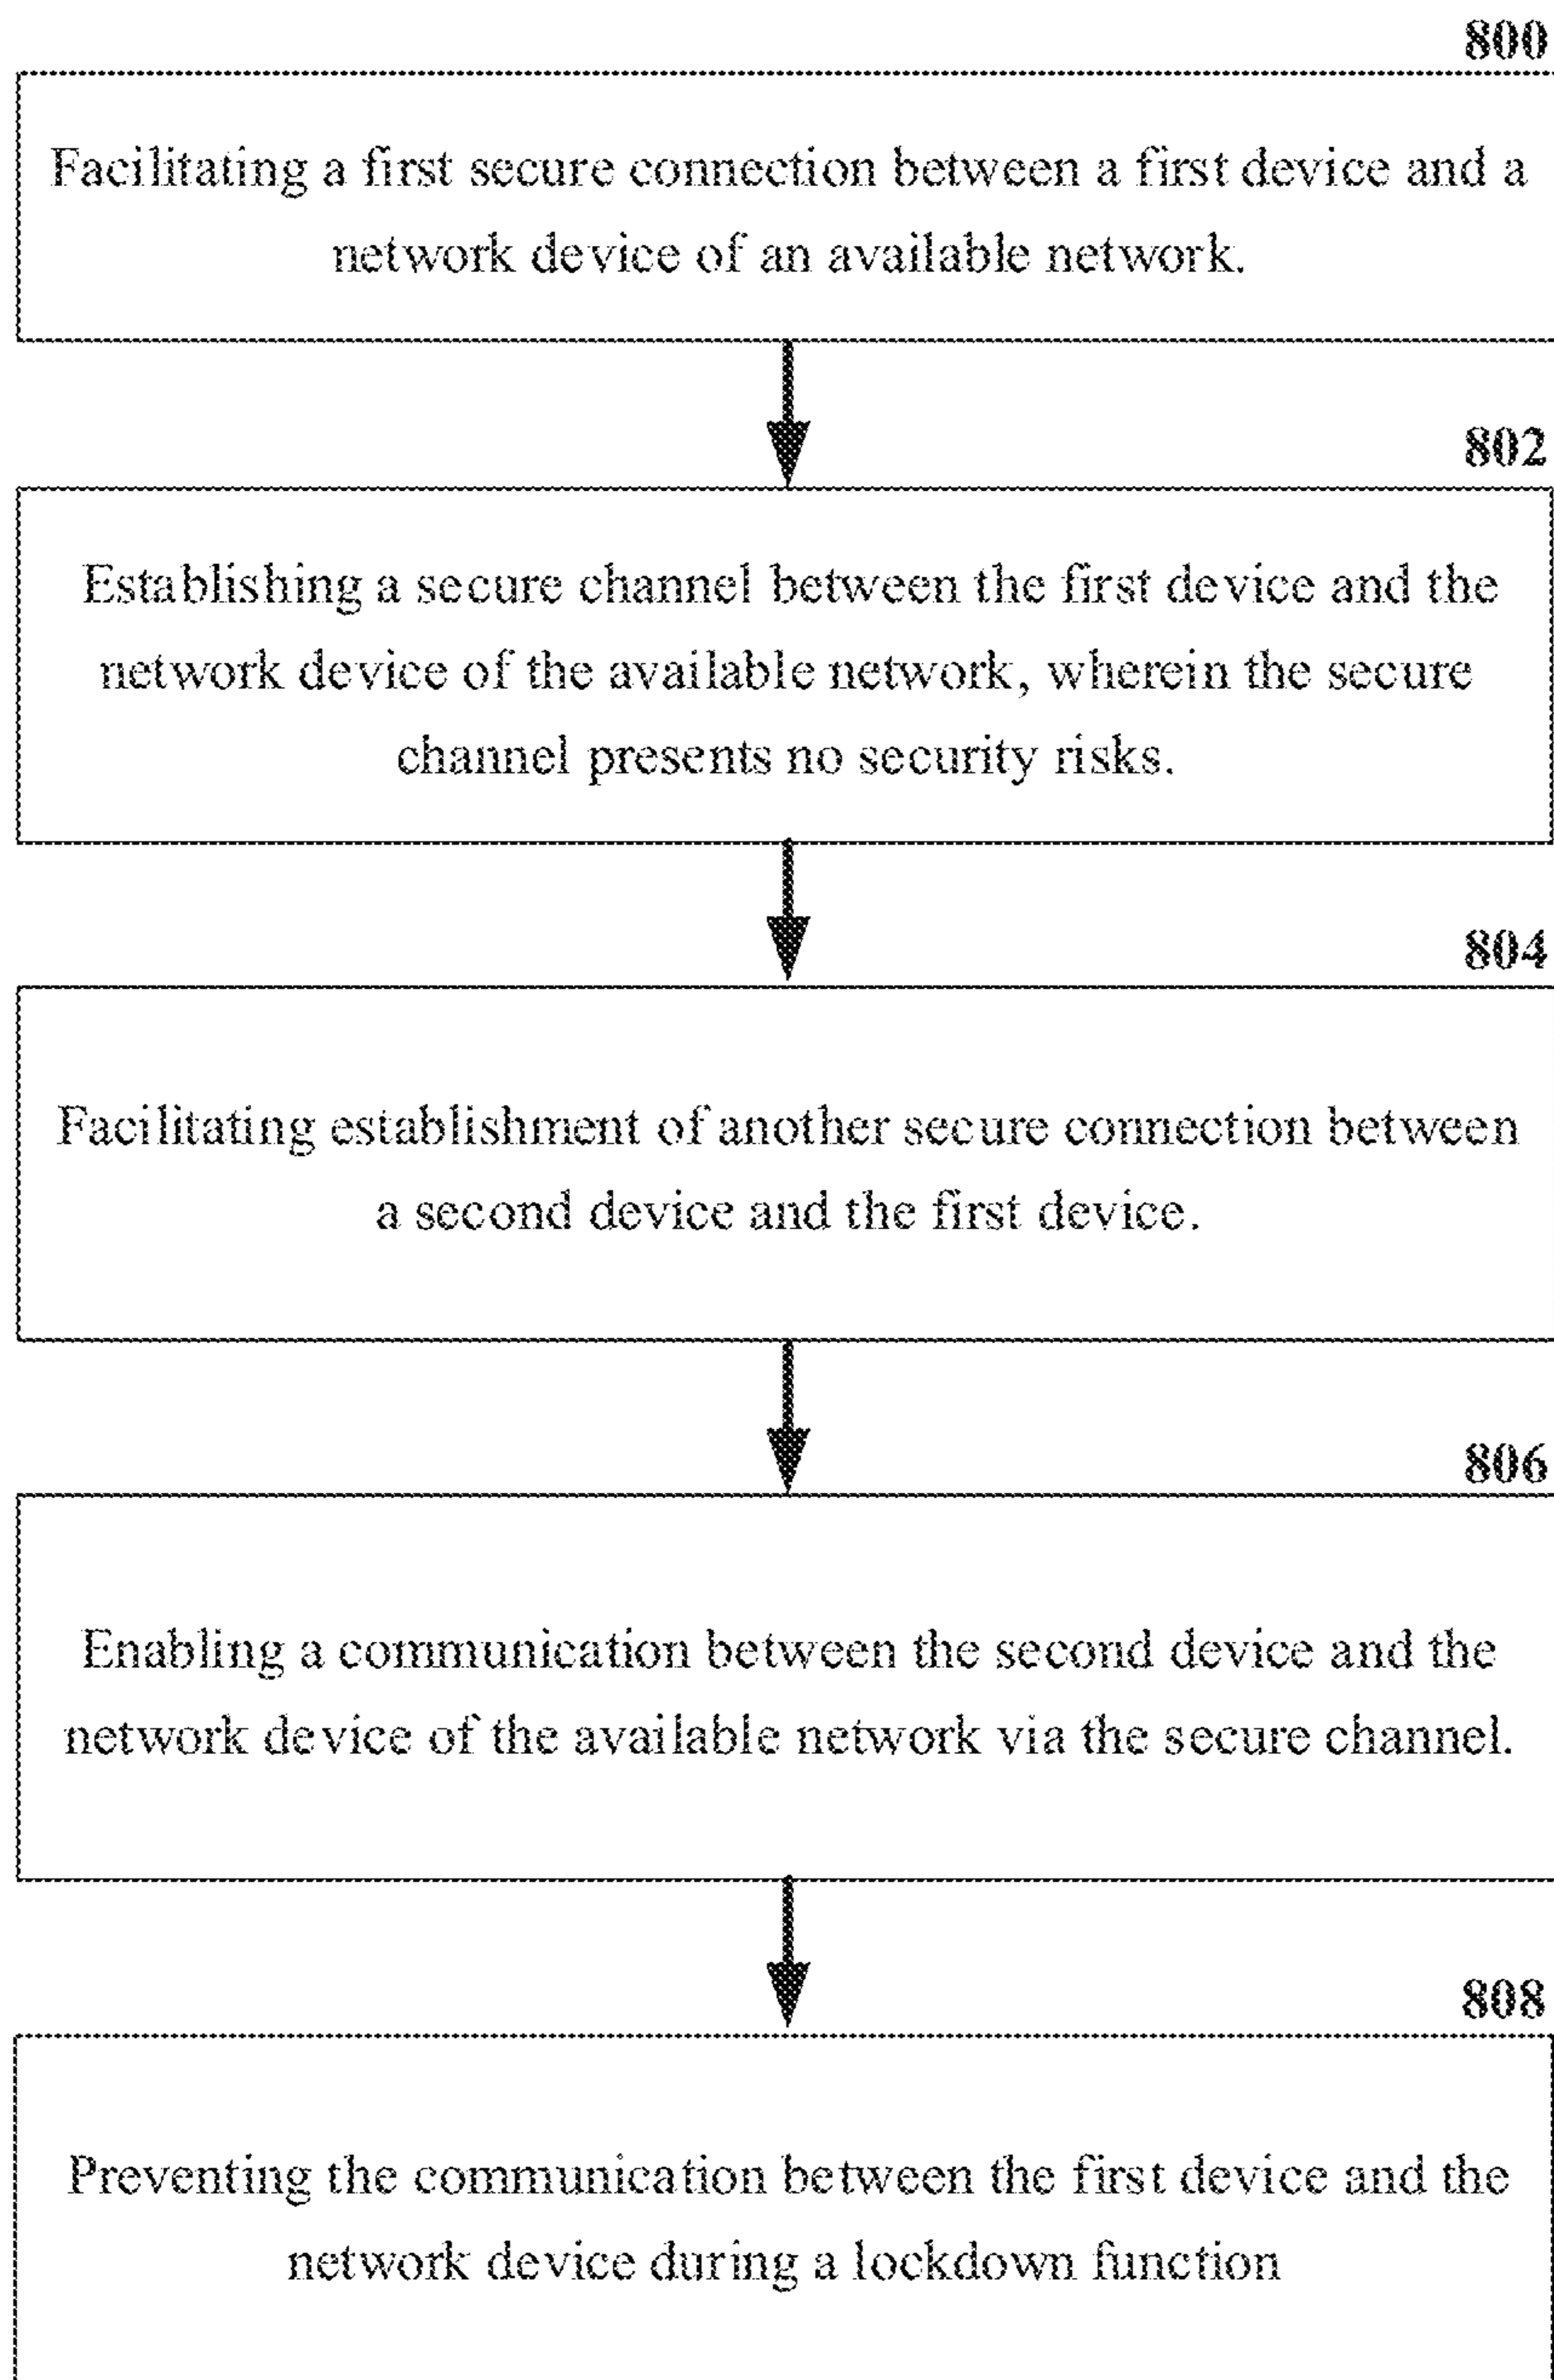 800
Facilitating a first secure connection between a first device and a
network device of an available network.
802
Establishing a secure channel between the first device and the
network device of the available network, wherein the secure
channel presents no security risks.
804
Facilitating establishment of another secure connection between
a second device and the first device.
806
Enabling a communication between the second device and the
network device of the available network via the secure channel.
808
Preventing the communication between the first device and the
network device during a lockdown function